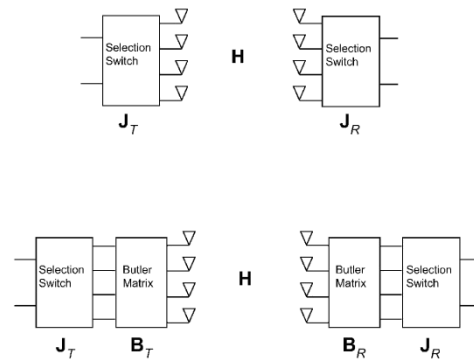 Selection
Switch
H
Selection
Switch
J_T
J_R
Selection
Switch
Butler
Matrix
H
Butler
Matrix
Selection
Switch
J_T
B_T
B_R
J_R